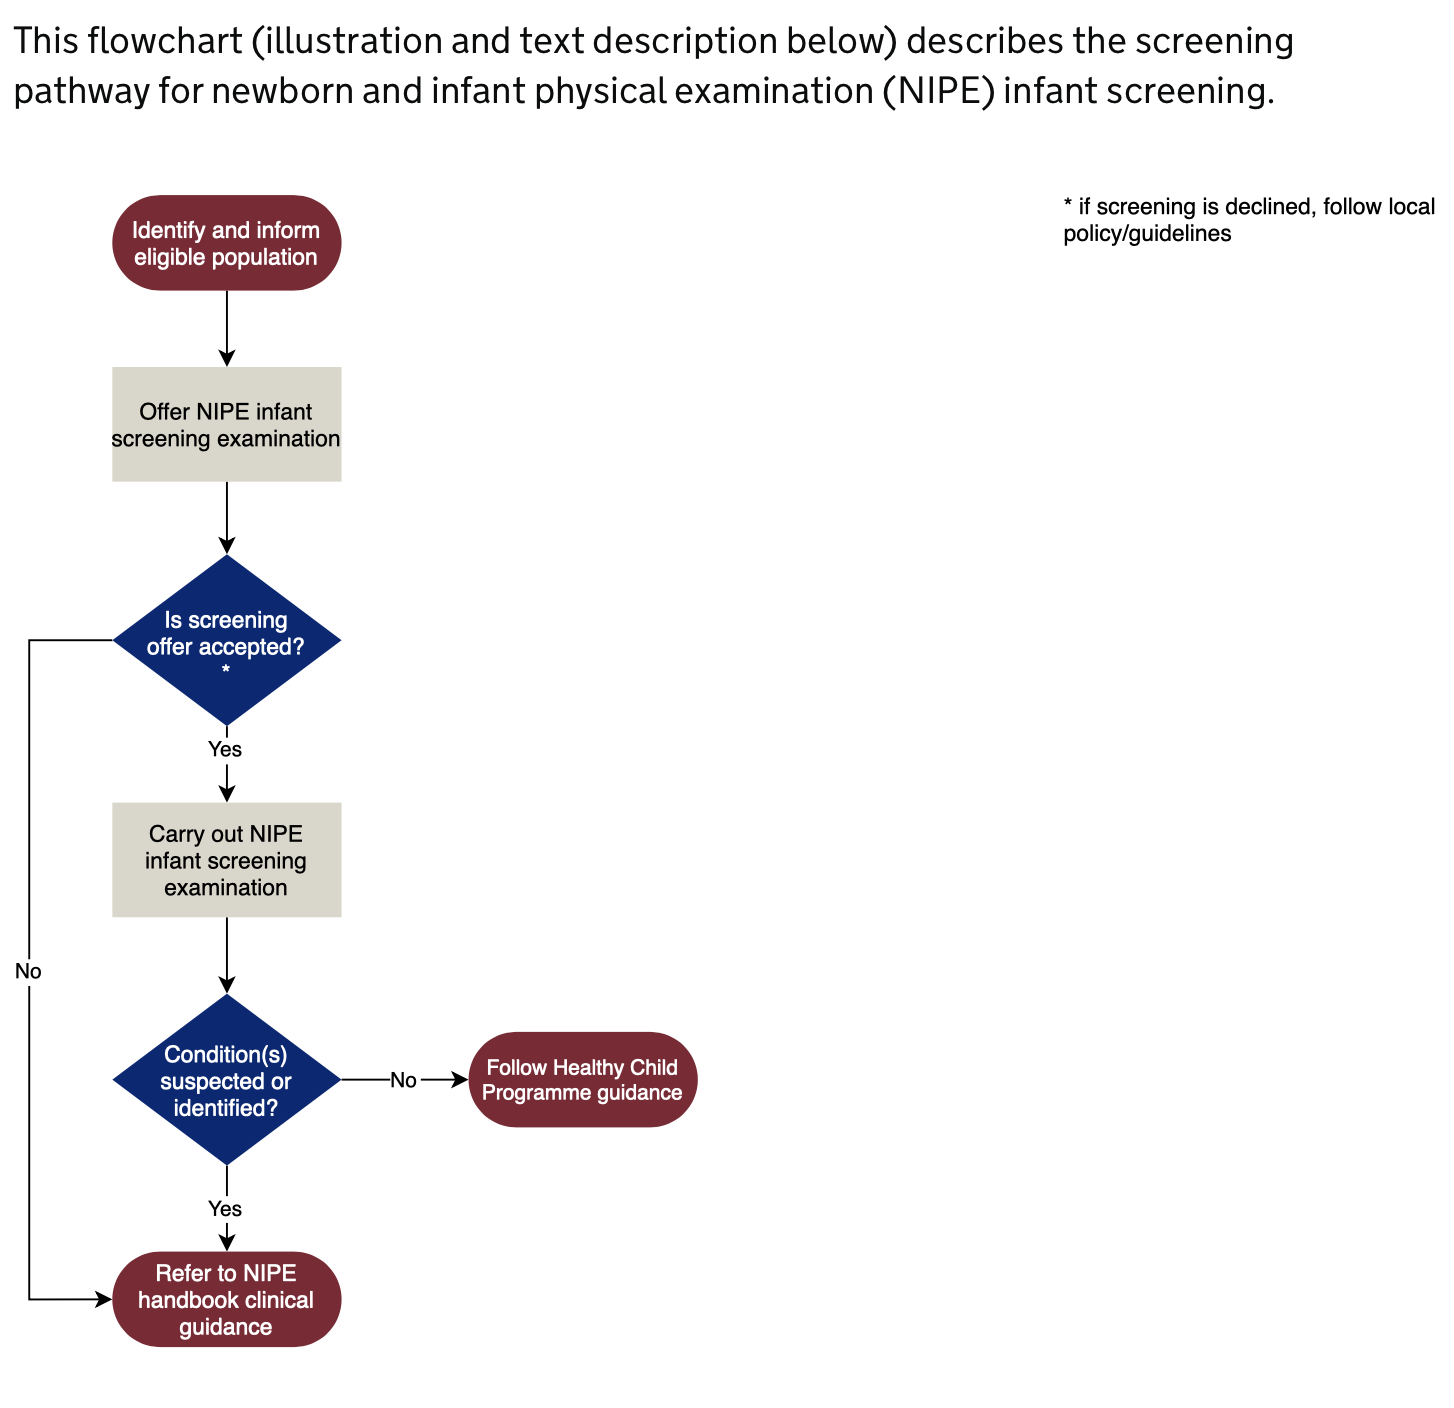 This flowchart (illustration and text description below) describes the screening
pathway for newborn and infant physical examination (NIPE) infant screening.
* if screening is declined, follow local
policy/guidelines
Identify and inform
eligible population
Offer NIPE infant
screening examination
Is screening
offer accepted?
*
Yes
Carry out NIPE
infant screening
examination
No
Condition(s)
suspected or
identified?
No
Follow Healthy Child
Programme guidance
Yes
Refer to NIPE
handbook clinical
guidance